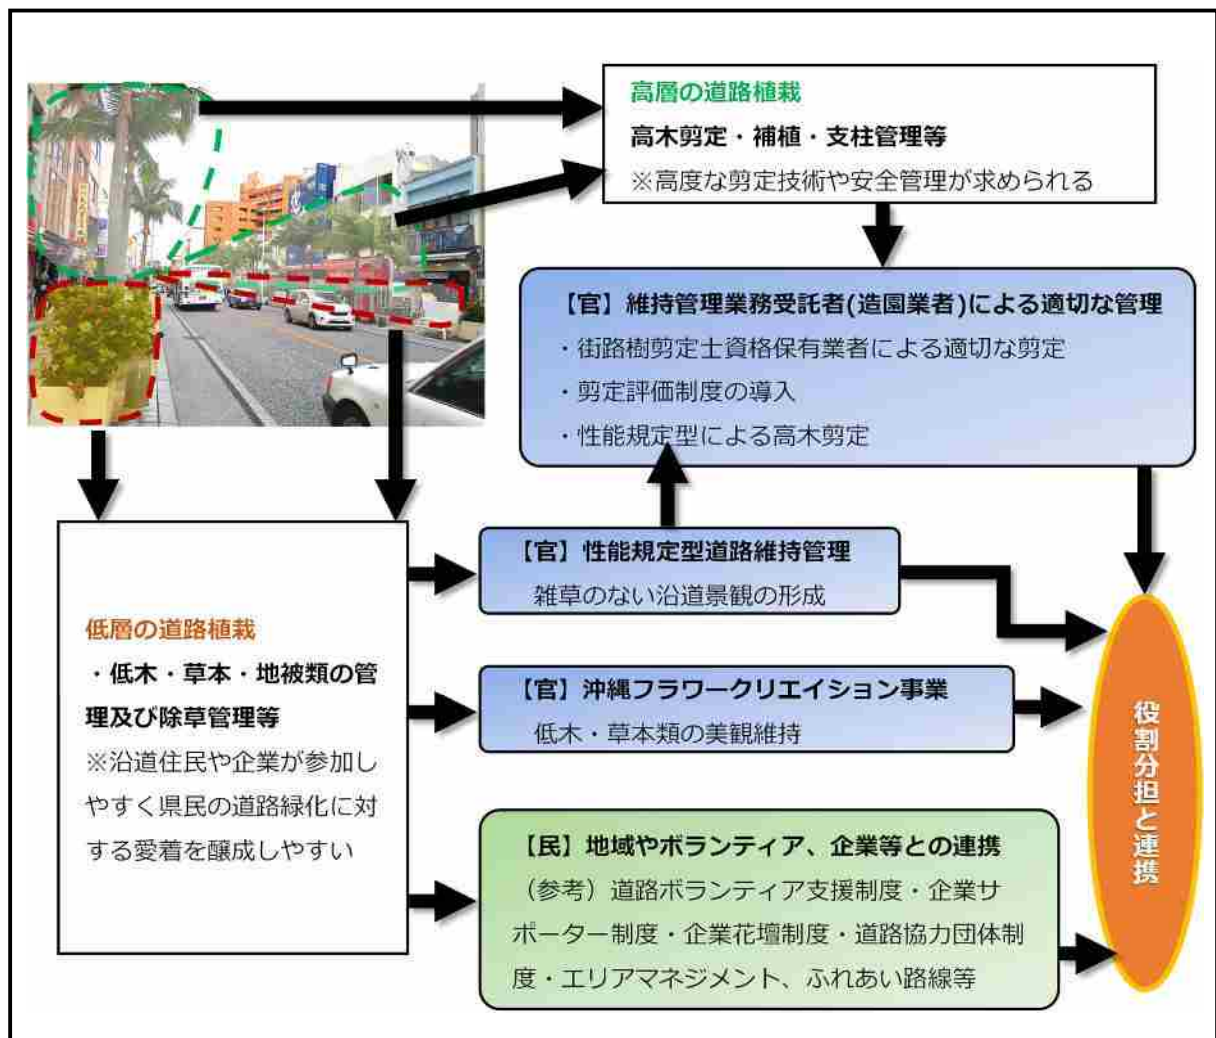 高層の道路植栽
高木剪定・補植・支柱管理等
※高度な剪定技術や安全管理が求められる
【官】維持管理業務受託者(造園業者)による適切な管理
・街路樹剪定士資格保有業者による適切な剪定
・剪定評価制度の導入
・性能規定型による高木剪定
低層の道路植栽
・低木・草本・地被類の管
理及び除草管理等
※沿道住民や企業が参加し
やすく県民の道路緑化に対
する愛着を醸成しやすい
【官】性能規定型道路維持管理
雑草のない沿道景観の形成
【官】沖縄フラワークリエイション事業
低木・草本類の美観維持
【民】地域やボランティア、企業等との連携
（参考）道路ボランティア支援制度・企業サ
ポーター制度・企業花壇制度・道路協力団体制
度・エリアマネジメント、ふれあい路線等
役割分担と連携